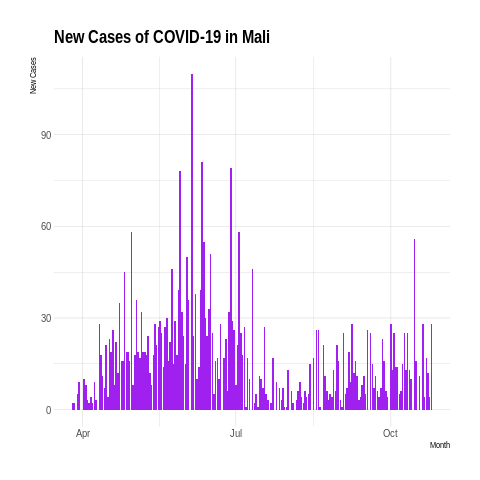 New Cases of COVID-19 in Mali
New Cases
90
60
30
0
Apr
Jul
Oct
Month